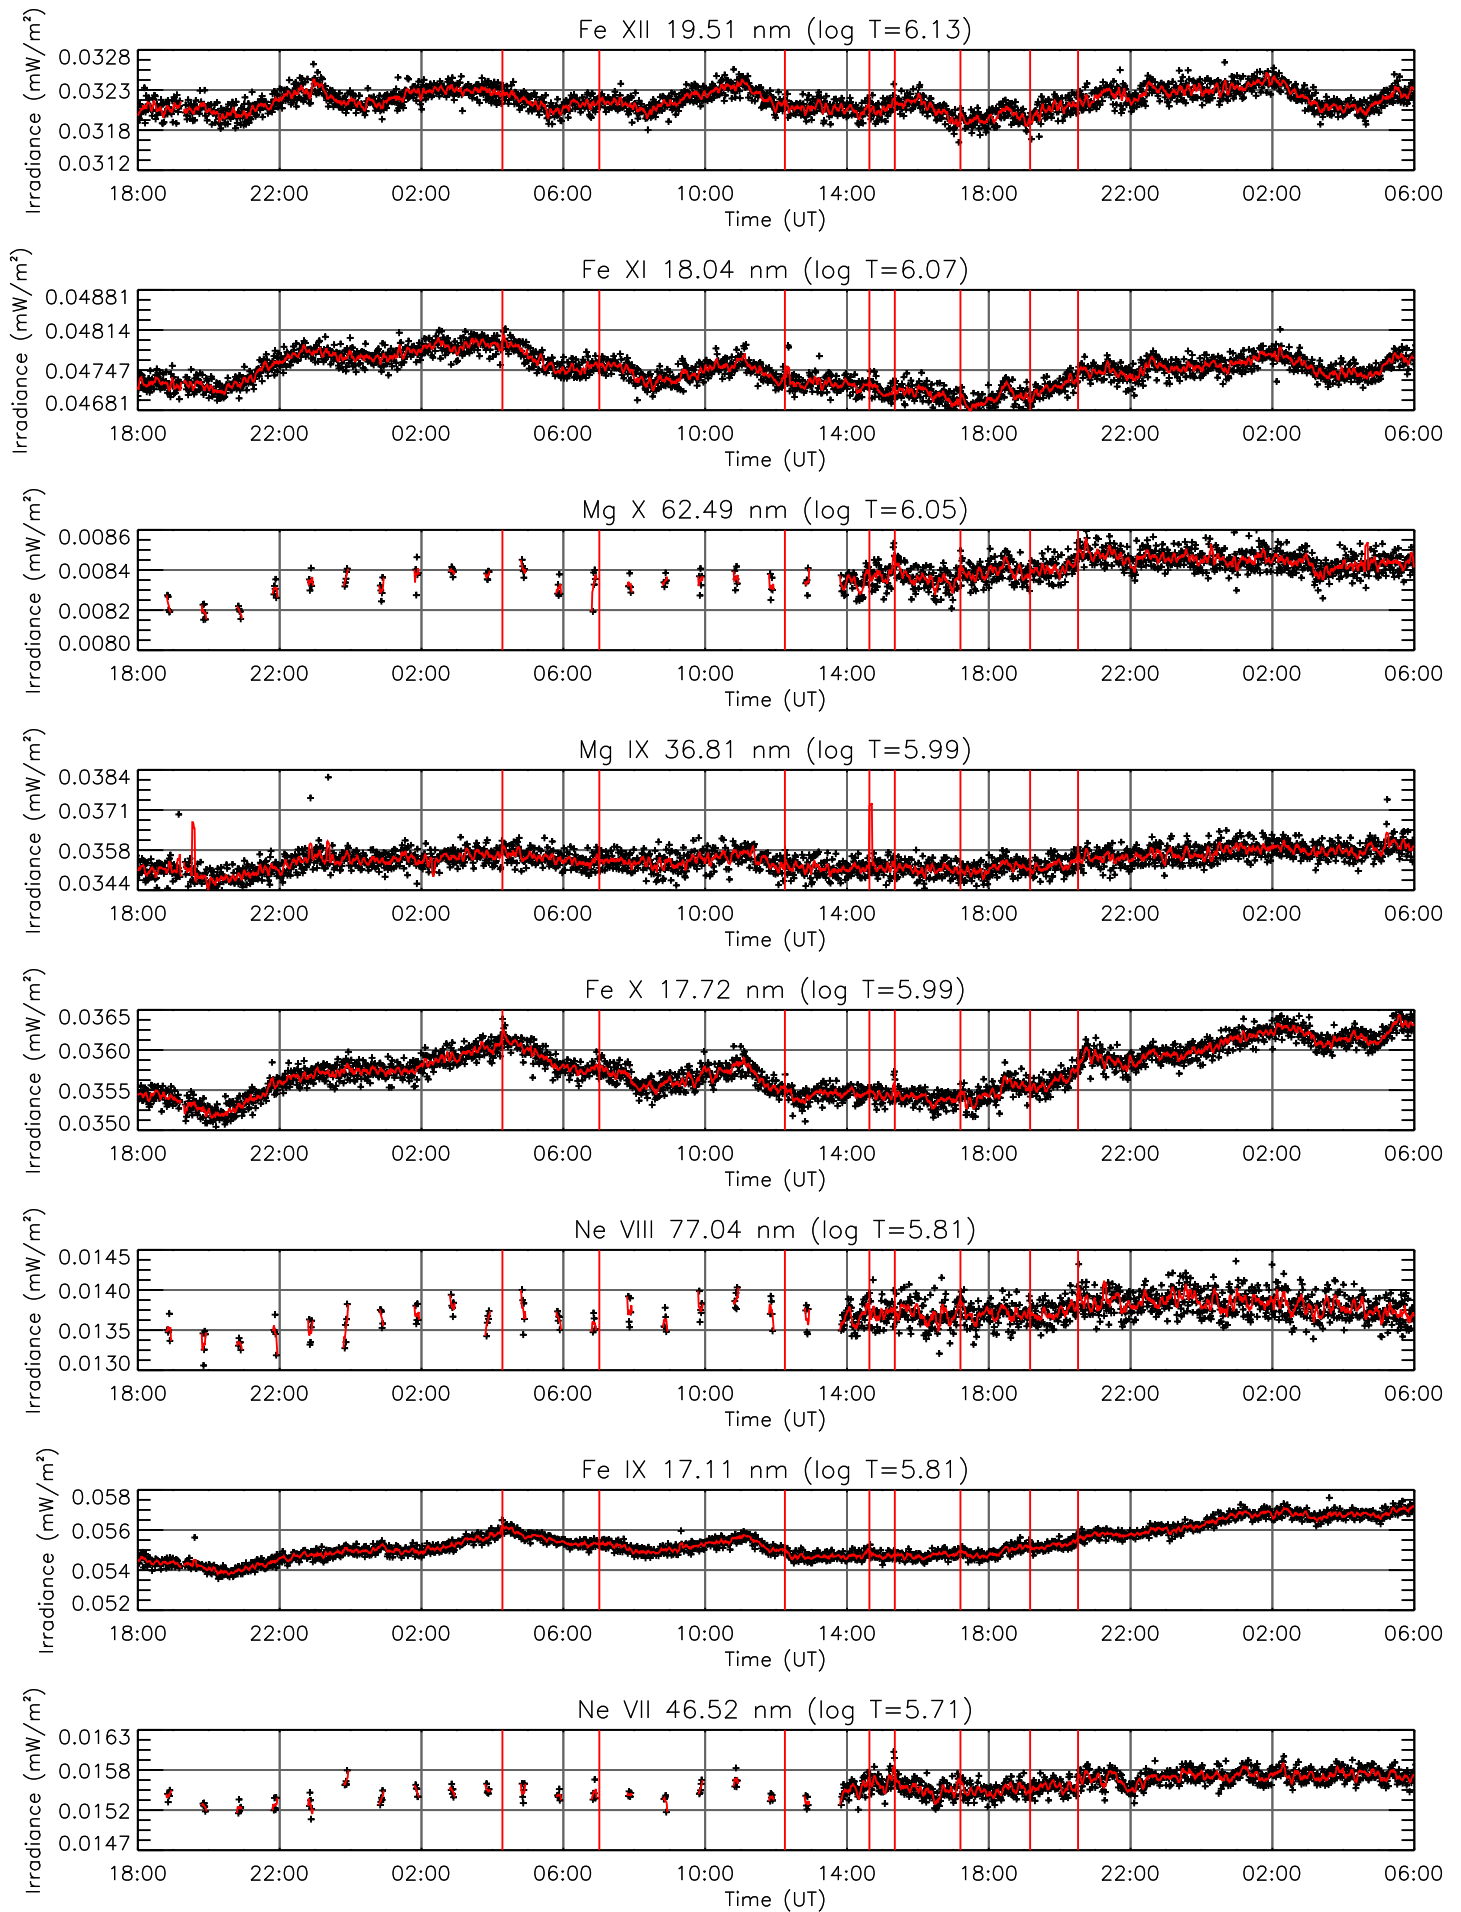 Fe XII 19.51 nm (log T=6.13)
Irradiance (mW/m²)
0.0328
0.0323
0.0318
0.0312
18:00 22:00 02:00 06:00 10:00 14:00 18:00 22:00 02:00 06:00
Time (UT)
Fe XI 18.04 nm (log T=6.07)
Irradiance (mW/m²)
0.04881
0.04814
0.04747
0.04681
18:00 22:00 02:00 06:00 10:00 14:00 18:00 22:00 02:00 06:00
Time (UT)
Mg X 62.49 nm (log T=6.05)
Irradiance (mW/m²)
0.0086
0.0084
0.0082
0.0080
18:00 22:00 02:00 06:00 10:00 14:00 18:00 22:00 02:00 06:00
Time (UT)
Mg IX 36.81 nm (log T=5.99)
Irradiance (mW/m²)
0.0384
0.0371
0.0358
0.0344
18:00 22:00 02:00 06:00 10:00 14:00 18:00 22:00 02:00 06:00
Time (UT)
Fe X 17.72 nm (log T=5.99)
Irradiance (mW/m²)
0.0365
0.0360
0.0355
0.0350
18:00 22:00 02:00 06:00 10:00 14:00 18:00 22:00 02:00 06:00
Time (UT)
Ne VIII 77.04 nm (log T=5.81)
Irradiance (mW/m²)
0.0145
0.0140
0.0135
0.0130
18:00 22:00 02:00 06:00 10:00 14:00 18:00 22:00 02:00 06:00
Time (UT)
Fe IX 17.11 nm (log T=5.81)
Irradiance (mW/m²)
0.058
0.056
0.054
0.052
18:00 22:00 02:00 06:00 10:00 14:00 18:00 22:00 02:00 06:00
Time (UT)
Ne VII 46.52 nm (log T=5.71)
Irradiance (mW/m²)
0.0163
0.0158
0.0152
0.0147
18:00 22:00 02:00 06:00 10:00 14:00 18:00 22:00 02:00 06:00
Time (UT)